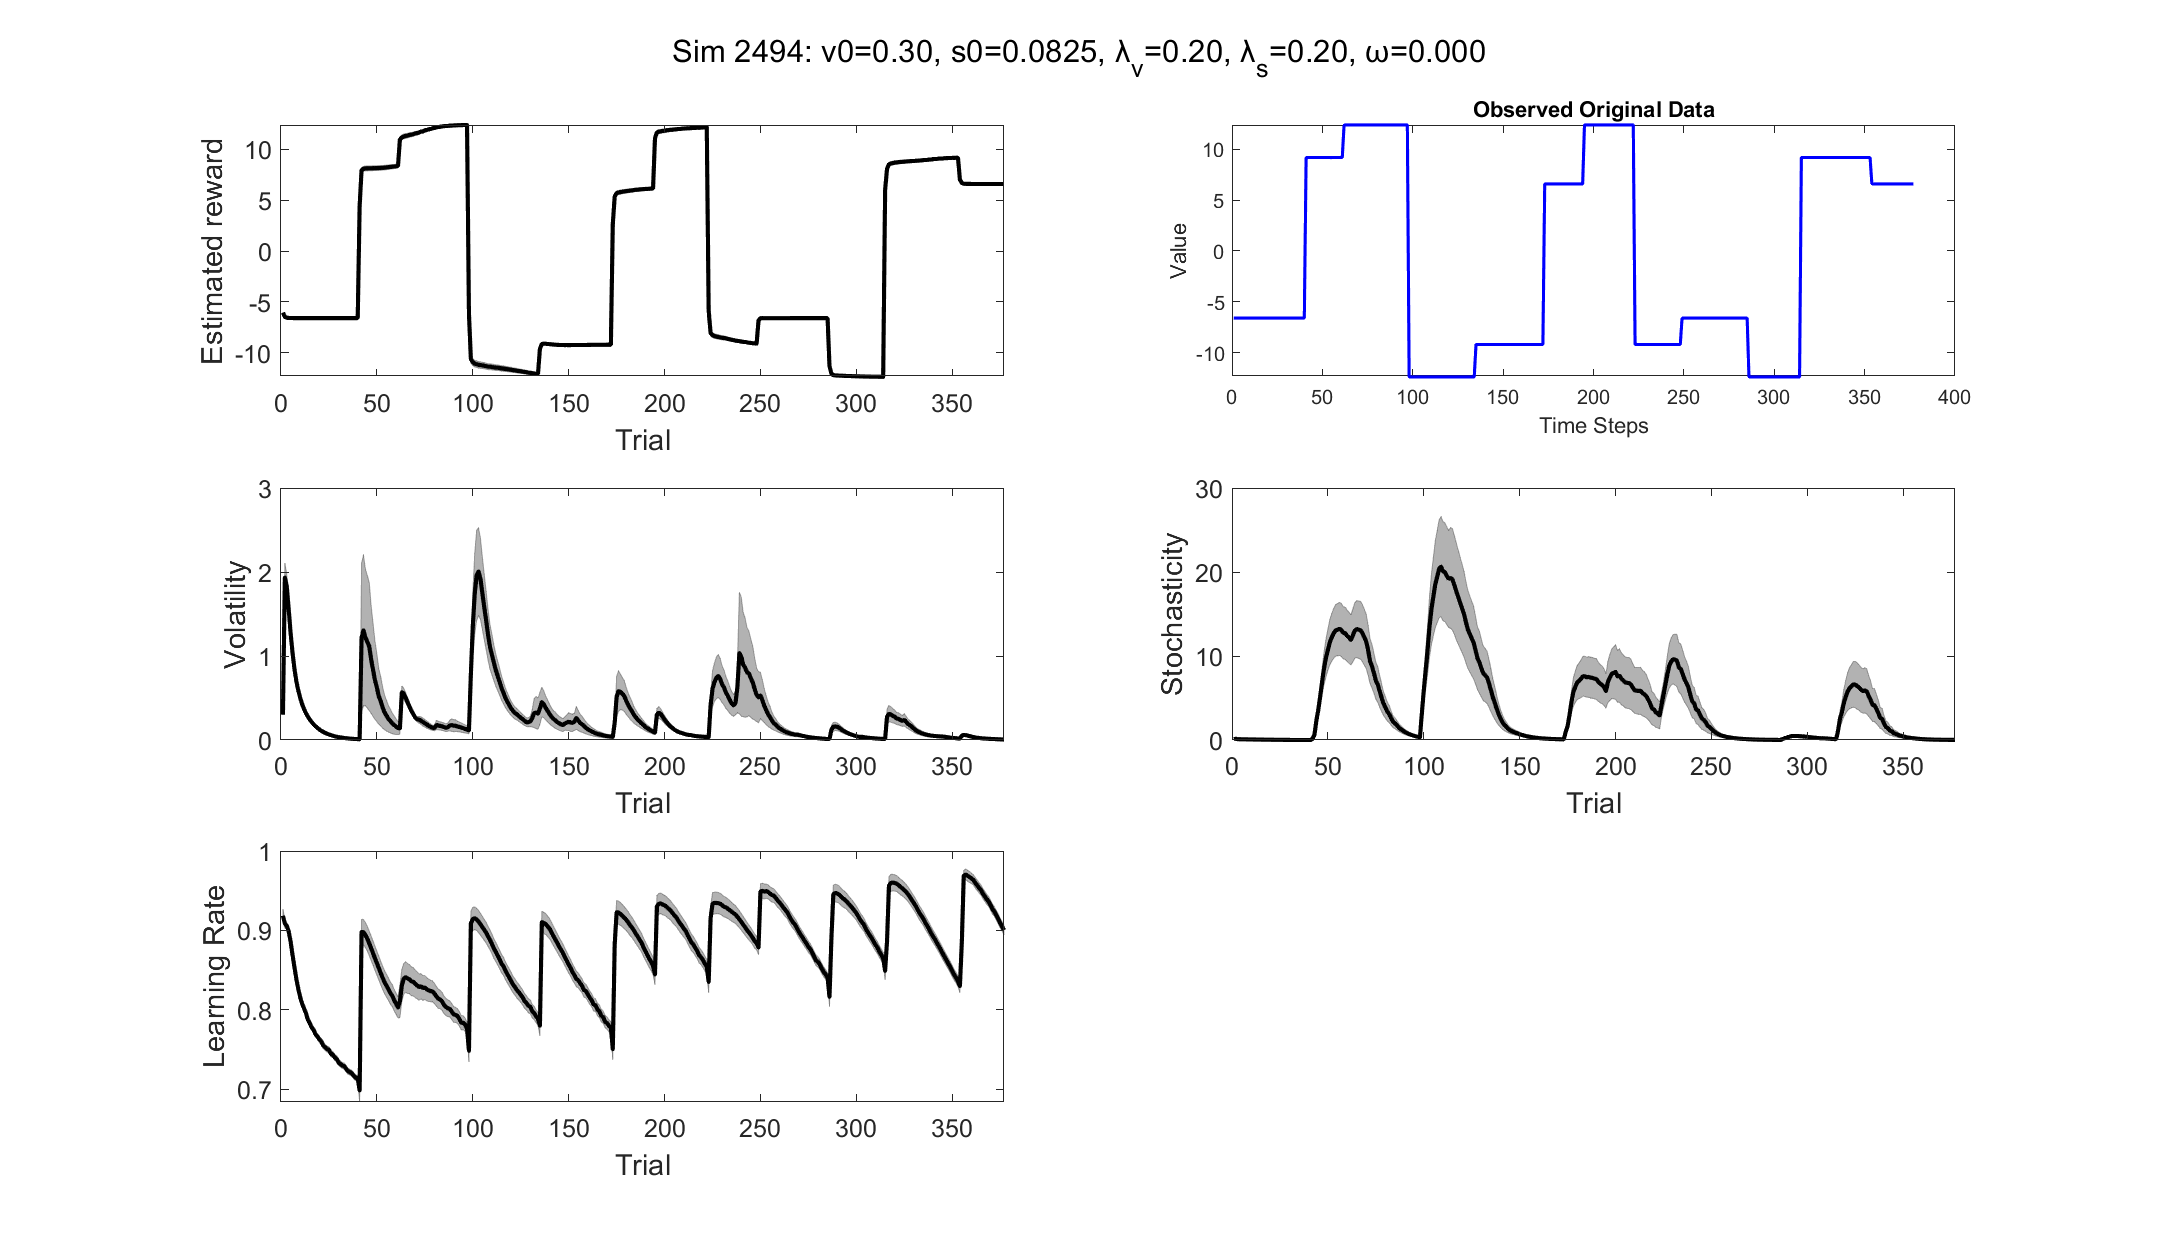 Sim 2494: v0=0.30, s0=0.0825, λ_v=0.20, λ_s=0.20, ω=0.000
Estimated reward
10
5
0
-5
-10
0 50 100 150 200 250 300 350
Trial
Observed Original Data
Value
10
5
0
-5
-10
0 50 100 150 200 250 300 350 400
Time Steps
Volatility
3
2
1
0
0 50 100 150 200 250 300 350
Trial
Stochasticity
30
20
10
0
0 50 100 150 200 250 300 350
Trial
Learning Rate
1
0.9
0.8
0.7
0 50 100 150 200 250 300 350
Trial